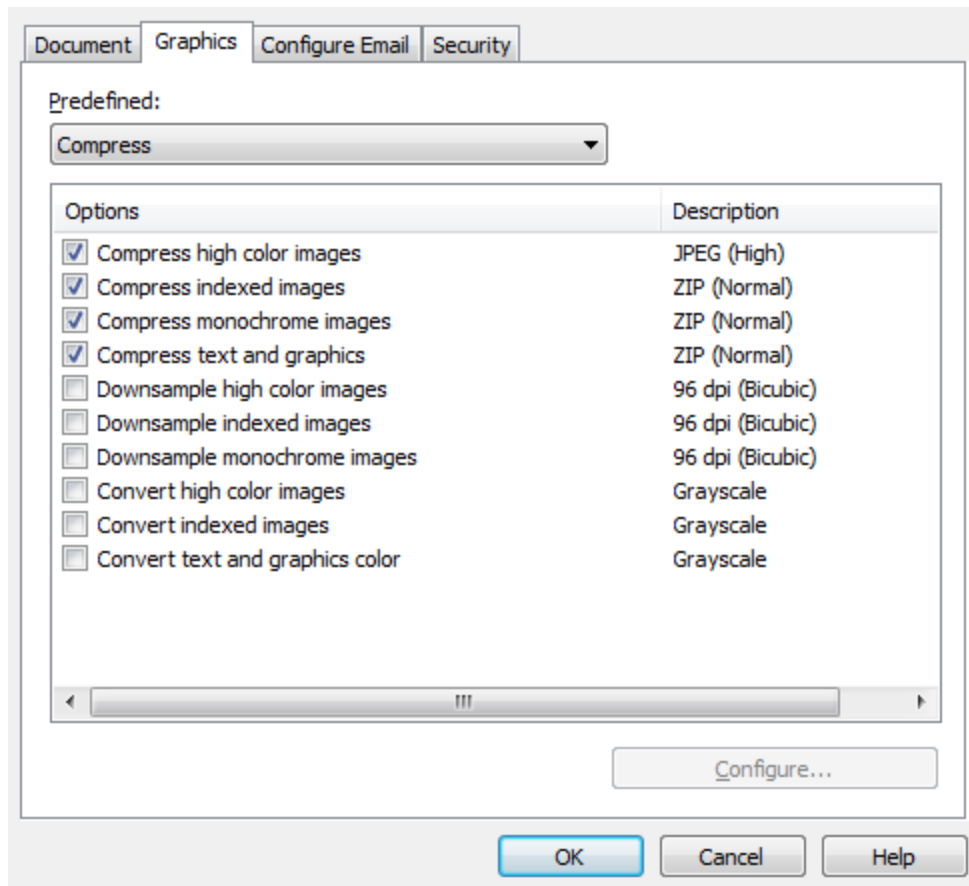 Document Graphics Configure Email Security
Predefined:
Compress
Options Description
Compress high color images JPEG (High)
Compress indexed images ZIP (Normal)
Compress monochrome images ZIP (Normal)
Compress text and graphics ZIP (Normal)
Downsample high color images 96 dpi (Bicubic)
Downsample indexed images 96 dpi (Bicubic)
Downsample monochrome images 96 dpi (Bicubic)
Convert high color images Grayscale
Convert indexed images Grayscale
Convert text and graphics color Grayscale
Configure...
OK Cancel Help